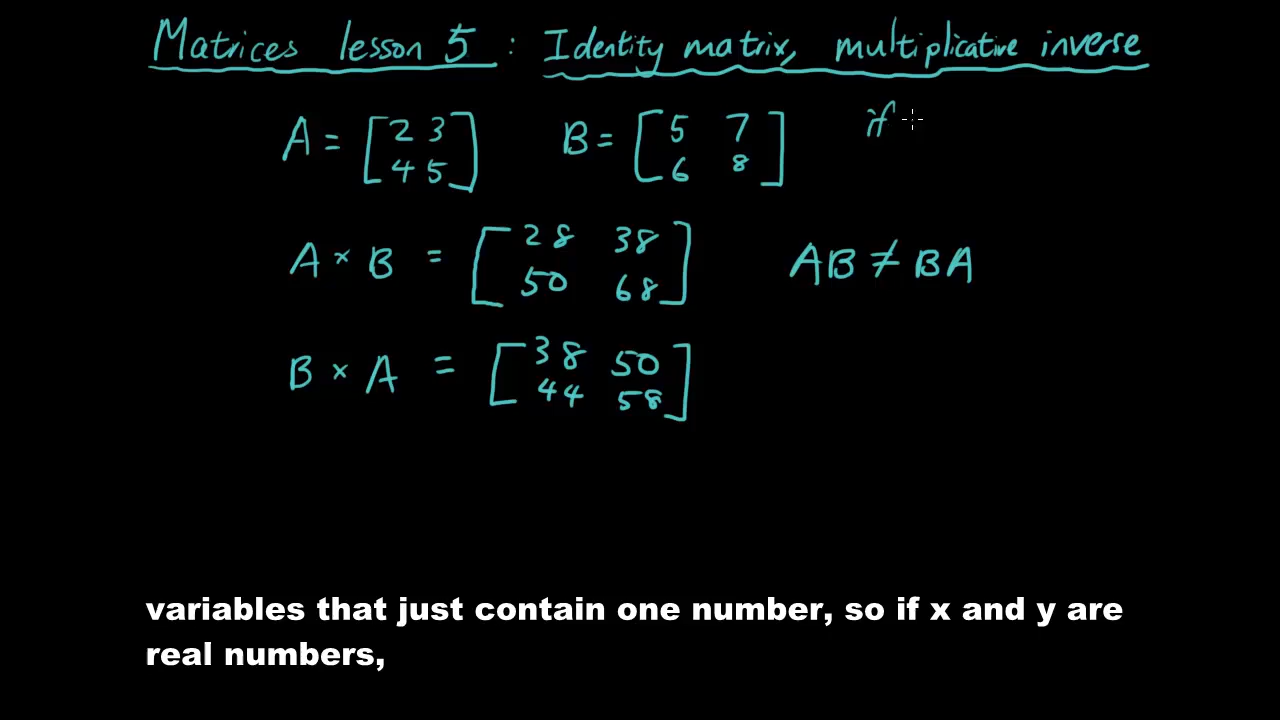 Matrices lesson 5 : Identity matrix, multiplicative inverse
A = [2 3 B = [5 7 if
4 5] 6 8]
A × B = [28 38 AB ≠ BA
50 68]
B × A = [38 50
44 58]
variables that just contain one number, so if x and y are
real numbers,